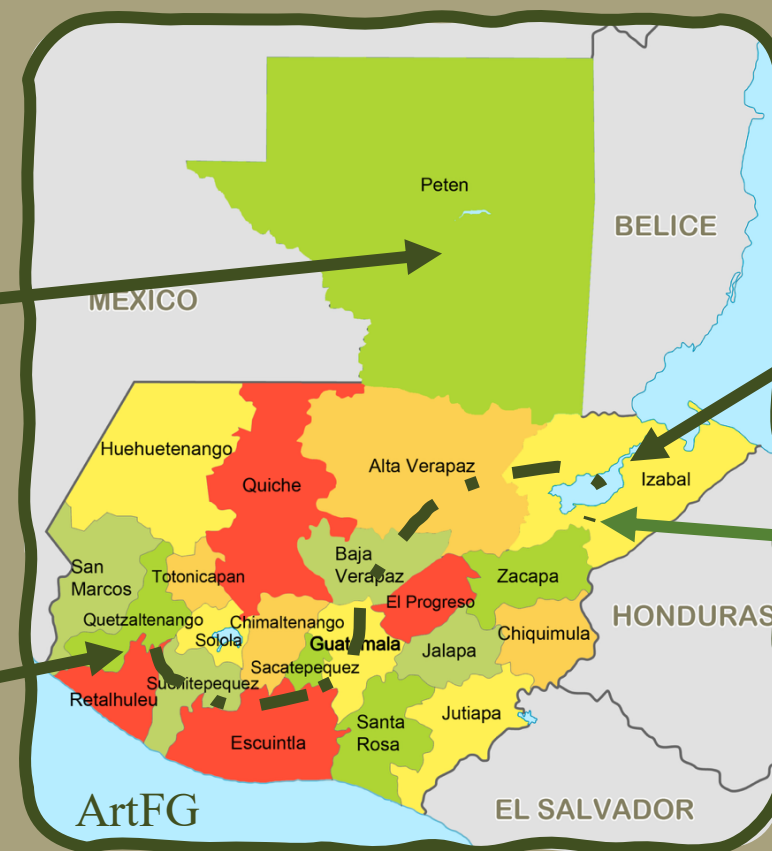 Peten
BELICE
MEXICO
Huehuetenango
Alta Verapaz
Quiche
Izabal
Baja
Verapaz
San
Marcos
Totonicapan
Zacapa
El Progreso
Quetzaltenango
Chimaltenango
HONDURAS
Solola
Guatemala
Chiquimula
Jalapa
Sacatepequez
Suchitepequez
Retalhuleu
Jutiapa
Santa
Rosa
Escuintla
ArtFG
EL SALVADOR